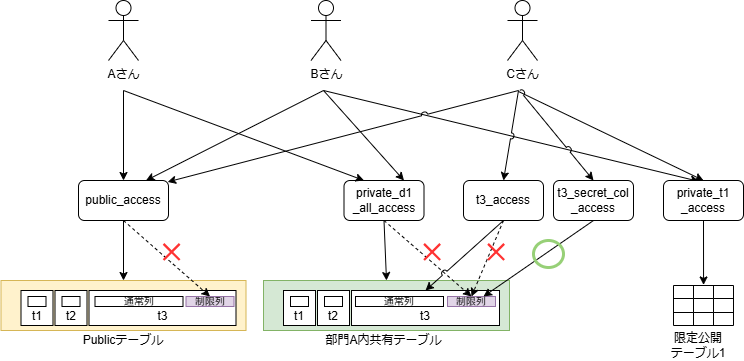 Aさん
Bさん
Cさん
public_access
private_d1
_all_access
t3_access
t3_secret_col
_access
private_t1
_access
t1
t2
通常列
制限列
t3
Publicテーブル
t1
t2
通常列
制限列
t3
部門A内共有テーブル
限定公開
テーブル1